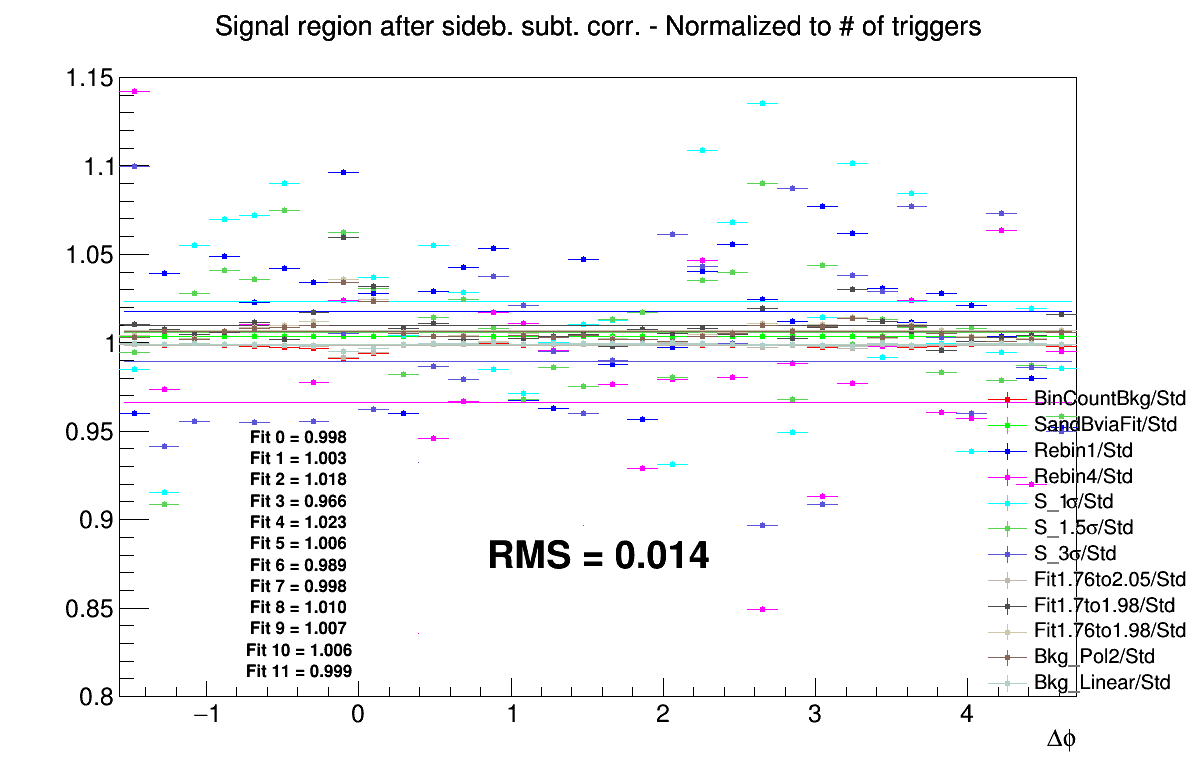 Signal region after sideb. subt. corr. - Normalized to # of triggers
1.15
1.1
1.05
1
0.95
0.9
0.85
0.8
Fit 0 = 0.998
Fit 1 = 1.003
Fit 2 = 1.018
Fit 3 = 0.966
Fit 4 = 1.023
Fit 5 = 1.006
Fit 6 = 0.989
Fit 7 = 0.998
Fit 8 = 1.010
Fit 9 = 1.007
Fit 10 = 1.006
Fit 11 = 0.999
RMS = 0.014
BinCountBkg/Std
SandBviaFit/Std
Rebin1/Std
Rebin4/Std
S_1σ/Std
S_1.5σ/Std
S_3σ/Std
Fit1.76to2.05/Std
Fit1.7to1.98/Std
Fit1.76to1.98/Std
Bkg_Pol2/Std
Bkg_Linear/Std
−1 0 1 2 3 4
Δϕ